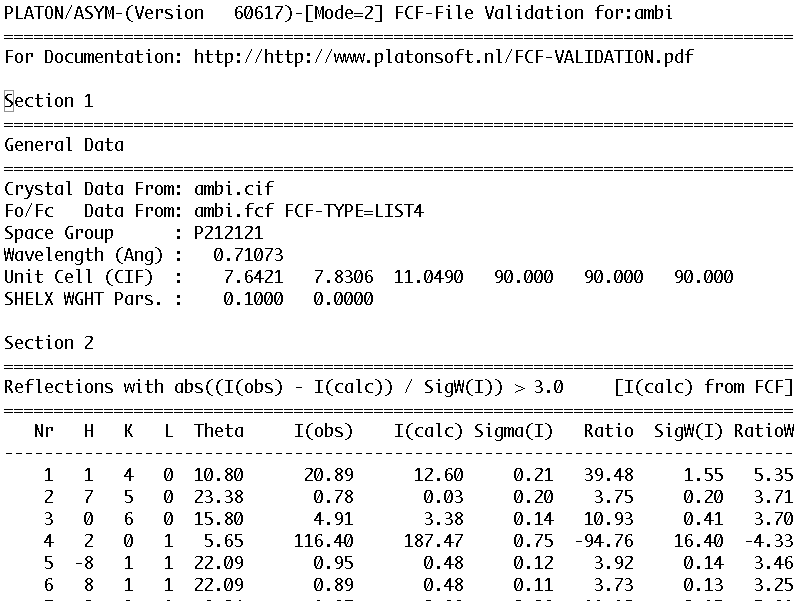 PLATON/ASYM-(Version   60617)-[Mode=2] FCF-File Validation for:ambi
===============================================================================
For Documentation: http://http://www.platonsoft.nl/FCF-VALIDATION.pdf
Section 1
===============================================================================
General Data
===============================================================================
Crystal Data From: ambi.cif
Fo/Fc   Data From: ambi.fcf FCF-TYPE=LIST4
Space Group      : P212121
Wavelength (Ang) :   0.71073
Unit Cell (CIF)  :    7.6421   7.8306  11.0490   90.000   90.000   90.000
SHELX WGHT Pars. :    0.1000   0.0000
Section 2
===============================================================================
Reflections with abs((I(obs) - I(calc)) / SigW(I)) > 3.0     [I(calc) from FCF]
===============================================================================
   Nr   H   K   L  Theta     I(obs)    I(calc) Sigma(I)   Ratio  SigW(I) RatioW
-------------------------------------------------------------------------------
    1   1   4   0  10.80      20.89      12.60     0.21   39.48     1.55   5.35
    2   7   5   0  23.38       0.78       0.03     0.20    3.75     0.20   3.71
    3   0   6   0  15.80       4.91       3.38     0.14   10.93     0.41   3.70
    4   2   0   1   5.65     116.40     187.47     0.75  -94.76    16.40  -4.33
    5  -8   1   1  22.09       0.95       0.48     0.12    3.92     0.14   3.46
    6   8   1   1  22.09       0.89       0.48     0.11    3.73     0.13   3.25